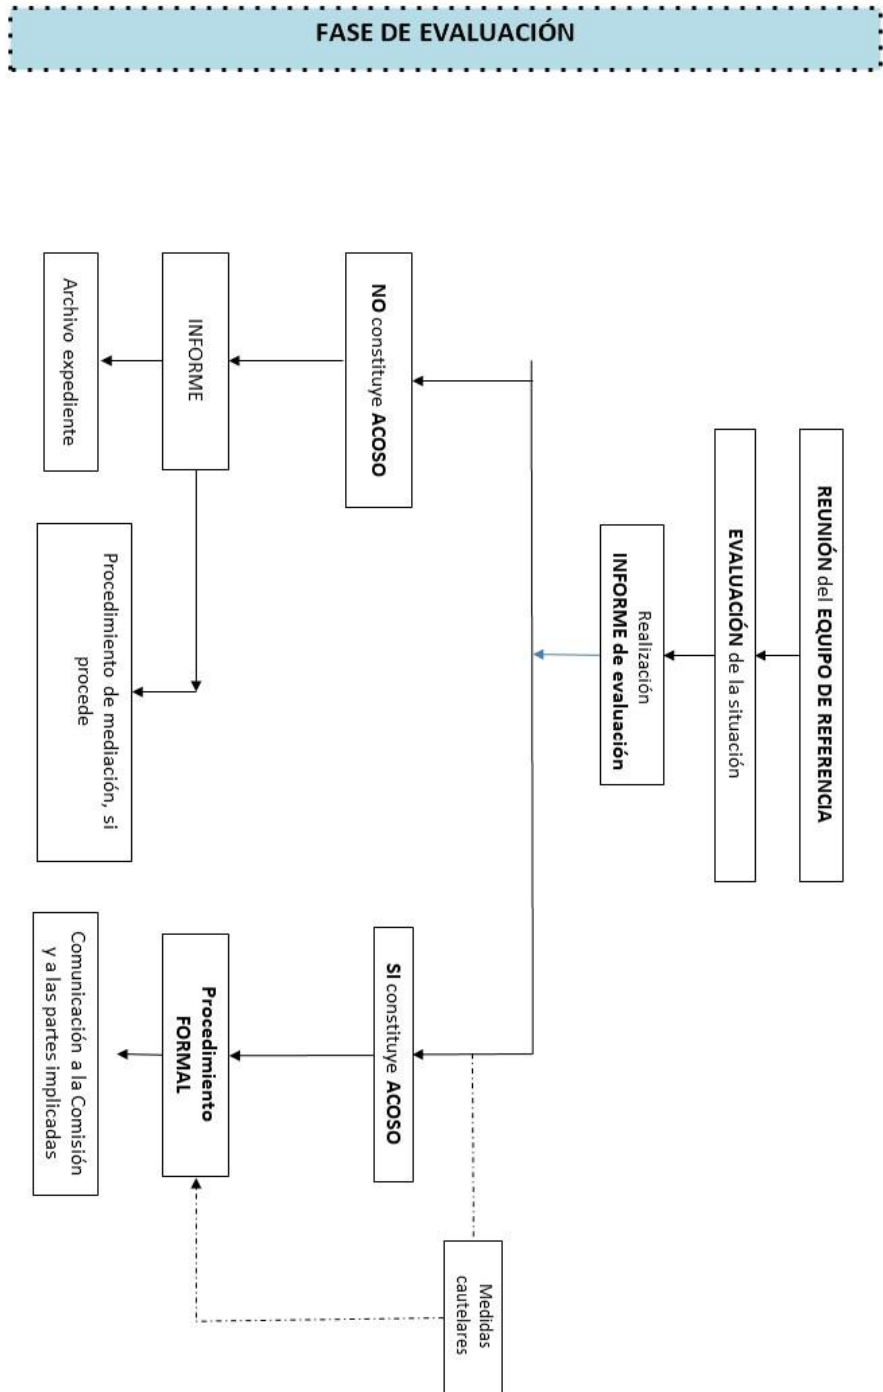 FASE DE EVALUACIÓN
REUNIÓN del EQUIPO DE REFERENCIA
EVALUACIÓN de la situación
Realización
INFORME de evaluación
NO constituye ACOSO
INFORME
Archivo expediente
Procedimiento de mediación, si
procede
SI constituye ACOSO
Procedimiento
FORMAL
Comunicación a la Comisión
y a las partes implicadas
Medidas
cautelares